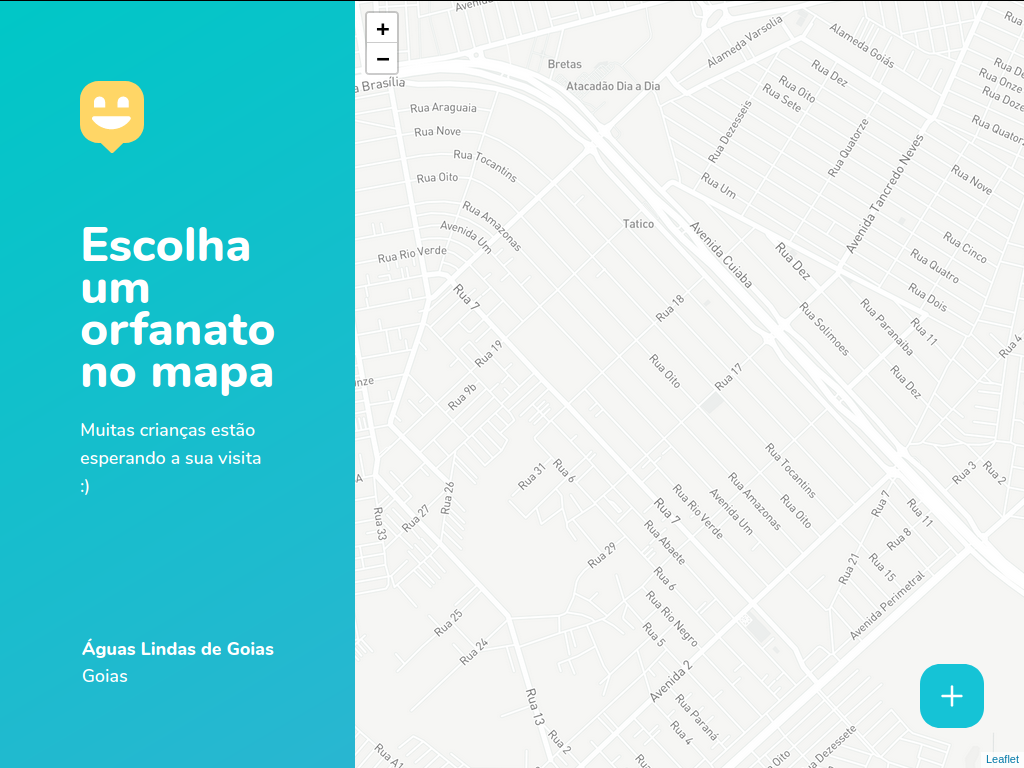 Escolha
um
orfanato
no mapa
Muitas crianças estão
esperando a sua visita
:)
Águas Lindas de Goias
Goias
+
−
Bretas
Atacadão Dia a Dia
Alameda Varsolia
Alameda Goiás
a Brasília
Rua Araguaia
Rua Nove
Rua Tocantins
Rua Oito
Rua Amazonas
Avenida Um
Rua Rio Verde
Rua Dez
Rua Oito
Rua Sete
Rua Dezesseis
Rua Quatorze
Rua Onze
Rua Doze
Rua Quatorz
Rua Um
Rua Nove
Avenida Tancredo Neves
Tatico
Avenida Cuiaba
Rua Dez
Rua Cinco
Rua Quatro
Rua Dois
Rua 7
Rua 18
Rua Solimoes
Rua Paranaiba
Rua 11
Rua 4
Rua 19
Rua Oito
Rua 17
Rua Dez
nze
Rua 9b
Rua 31
Rua 6
Rua Tocantins
Rua 3
Rua 2
Rua 26
Rua 27
Rua 33
Rua 7
Rua Rio Verde
Avenida Um
Rua Amazonas
Rua Oito
Rua 7
Rua 11
Rua 8
Rua Abaete
Rua 29
Rua 6
Rua 21
Rua 15
Avenida Perimetral
Rua 25
Rua 24
Rua Rio Negro
Rua 5
Avenida 2
Rua 13
Rua 2
Rua Paraná
Rua 4
Rua Dezessete
Rua A1
Leaflet